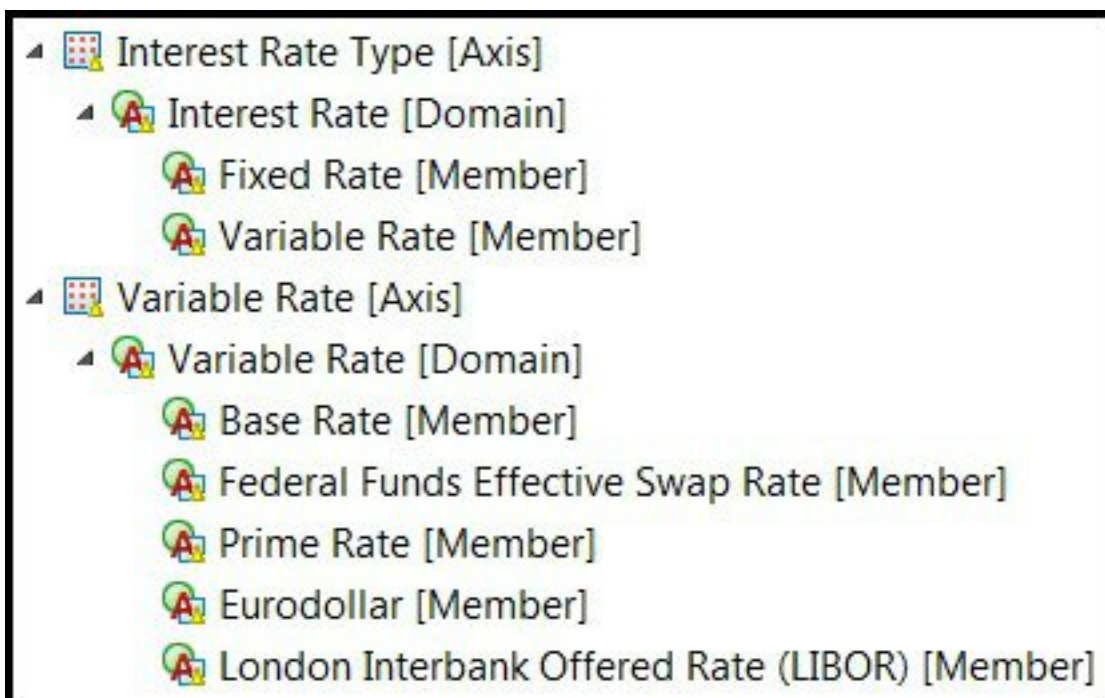 Interest Rate Type [Axis]
Interest Rate [Domain]
Fixed Rate [Member]
Variable Rate [Member]
Variable Rate [Axis]
Variable Rate [Domain]
Base Rate [Member]
Federal Funds Effective Swap Rate [Member]
Prime Rate [Member]
Eurodollar [Member]
London Interbank Offered Rate (LIBOR) [Member]